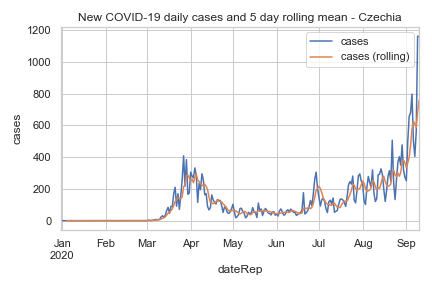 New COVID-19 daily cases and 5 day rolling mean - Czechia
cases
cases (rolling)
1200
1000
800
600
400
200
0
cases
Jan
2020
Feb
Mar
Apr
May
Jun
Jul
Aug
Sep
dateRep